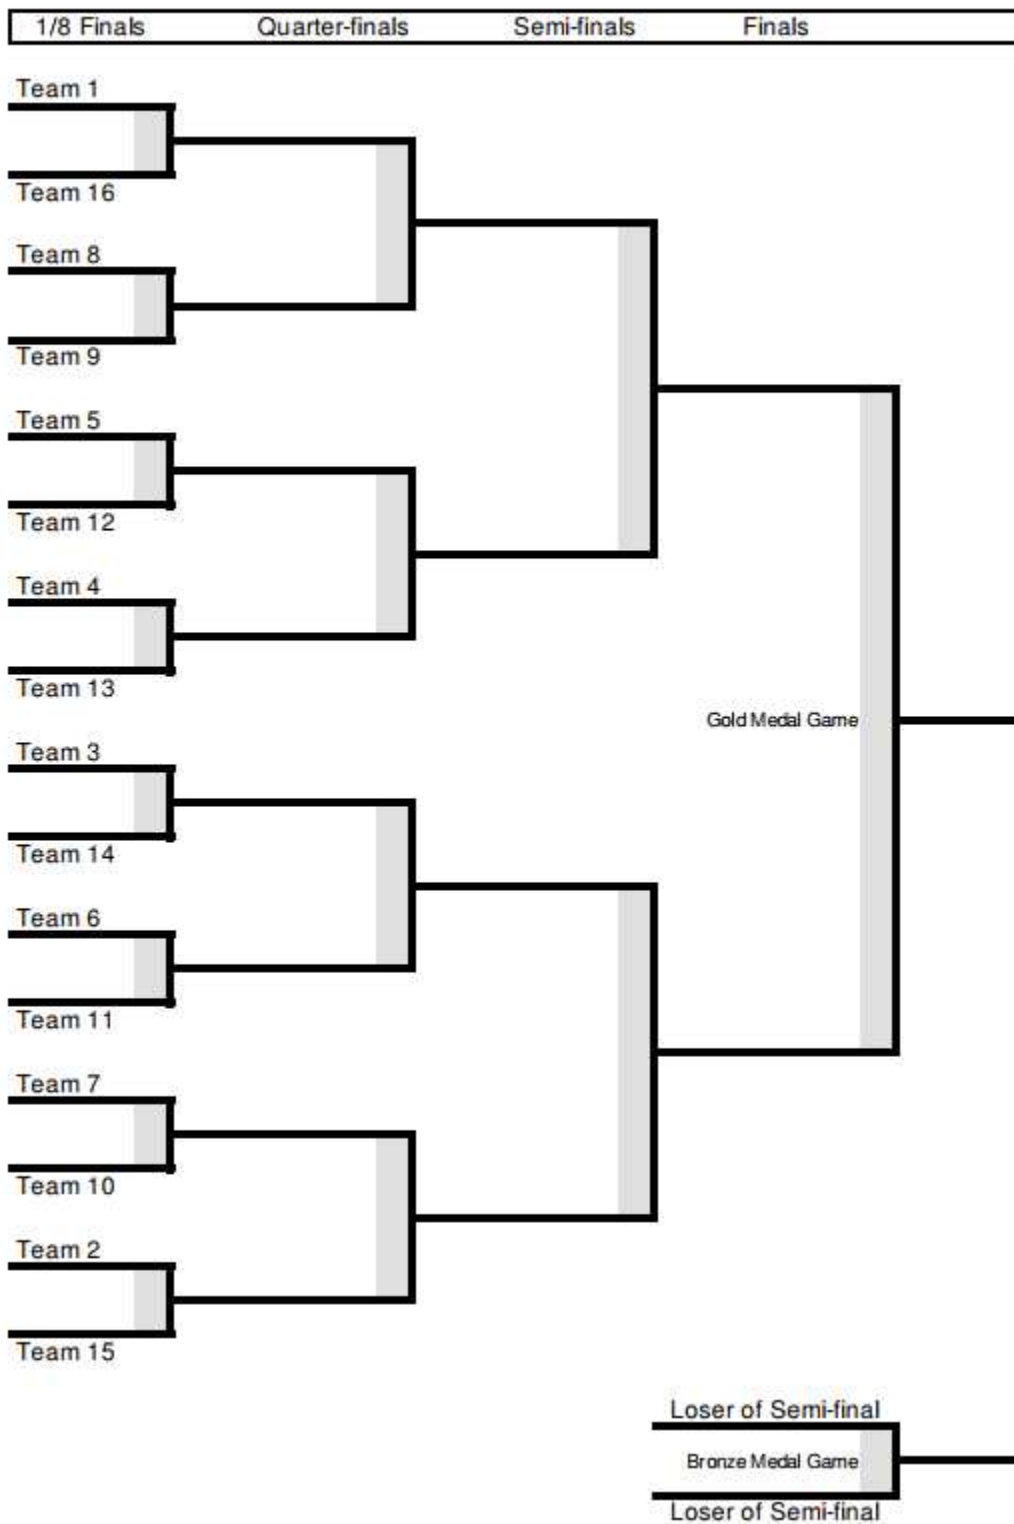 1/8 Finals Quarter-finals Semi-finals Finals
Team 1
Team 16
Team 8
Team 9
Team 5
Team 12
Team 4
Team 13
Gold Medal Game
Team 3
Team 14
Team 6
Team 11
Team 7
Team 10
Team 2
Team 15
Loser of Semi-final
Bronze Medal Game
Loser of Semi-final